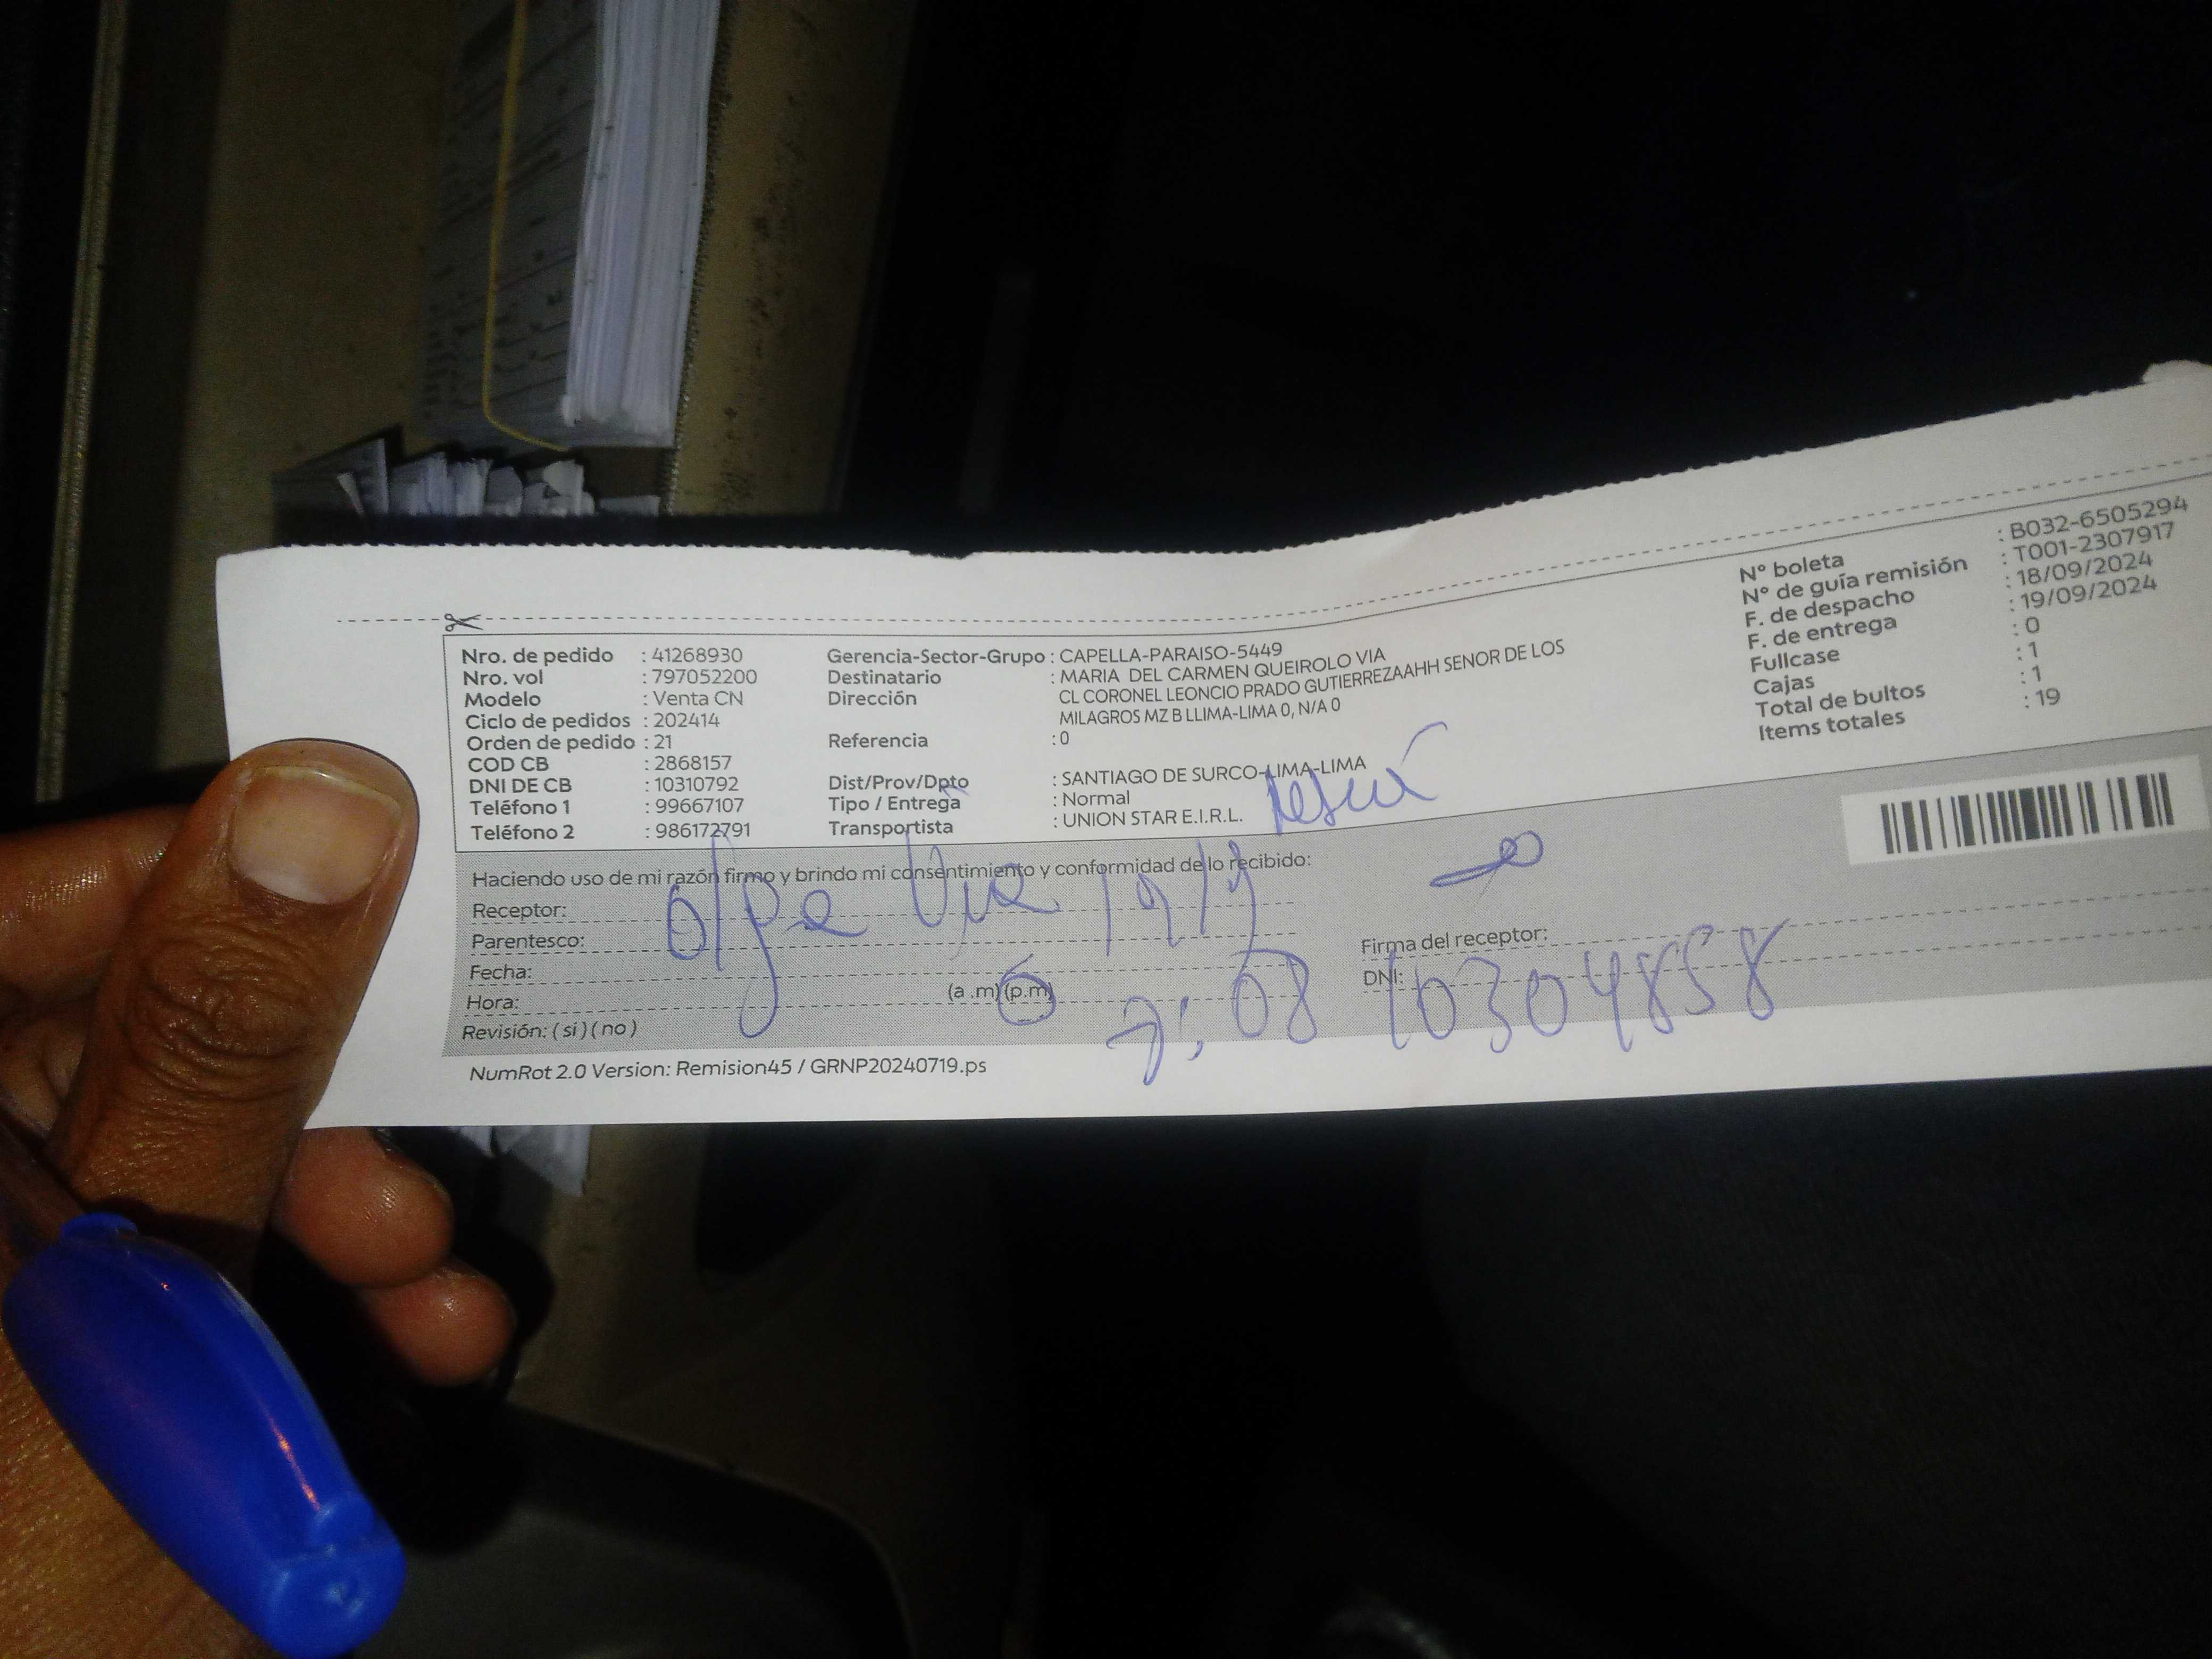 Nro. de pedido : 41268930
Nro. vol : 797052200
Modelo : Venta CN
Ciclo de pedidos : 202414
Orden de pedido : 21
COD CB : 2868157
DNI DE CB : 10310792
Teléfono 1 : 99667107
Teléfono 2 : 986172791
Gerencia-Sector-Grupo : CAPELLA-PARAISO-5449
Destinatario : MARIA DEL CARMEN QUEIROLO VIA
Dirección CL CORONEL LEONCIO PRADO GUTIERREZAAHH SENOR DE LOS
MILAGROS MZ B LLIMA-LIMA 0, N/A 0
Referencia : 0
Dist/Prov/Dpto : SANTIAGO DE SURCO-LIMA-LIMA
Tipo / Entrega : Normal
Transportista : UNION STAR E.I.R.L.
N° boleta : B032-6505294
N° de guía remisión : T001-2307917
F. de despacho : 18/09/2024
F. de entrega : 19/09/2024
Fullcase : 0
Cajas : 1
Total de bultos : 1
Items totales : 19
Haciendo uso de mi razón firmo y brindo mi consentimiento y conformidad de lo recibido:
Receptor: Olga Via 19/9
Parentesco:
Fecha:
Hora: (a .m) (p.m) 7:08
Revisión: ( si ) ( no )
Firma del receptor:
DNI: 10304858
NumRot 2.0 Version: Remision45 / GRNP20240719.ps